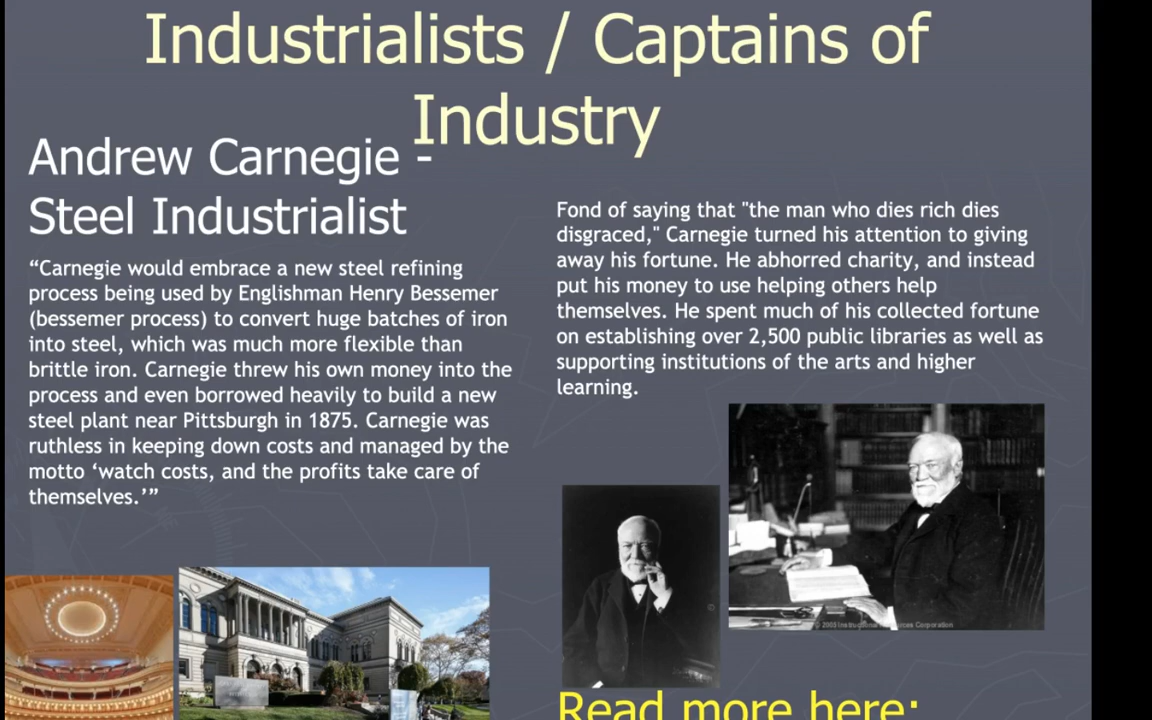 Industrialists / Captains of
Industry
Andrew Carnegie -
Steel Industrialist
“Carnegie would embrace a new steel refining
process being used by Englishman Henry Bessemer
(bessemer process) to convert huge batches of iron
into steel, which was much more flexible than
brittle iron. Carnegie threw his own money into the
process and even borrowed heavily to build a new
steel plant near Pittsburgh in 1875. Carnegie was
ruthless in keeping down costs and managed by the
motto ‘watch costs, and the profits take care of
themselves.’”
Fond of saying that "the man who dies rich dies
disgraced," Carnegie turned his attention to giving
away his fortune. He abhorred charity, and instead
put his money to use helping others help
themselves. He spent much of his collected fortune
on establishing over 2,500 public libraries as well as
supporting institutions of the arts and higher
learning.
Corporation
Read more here: